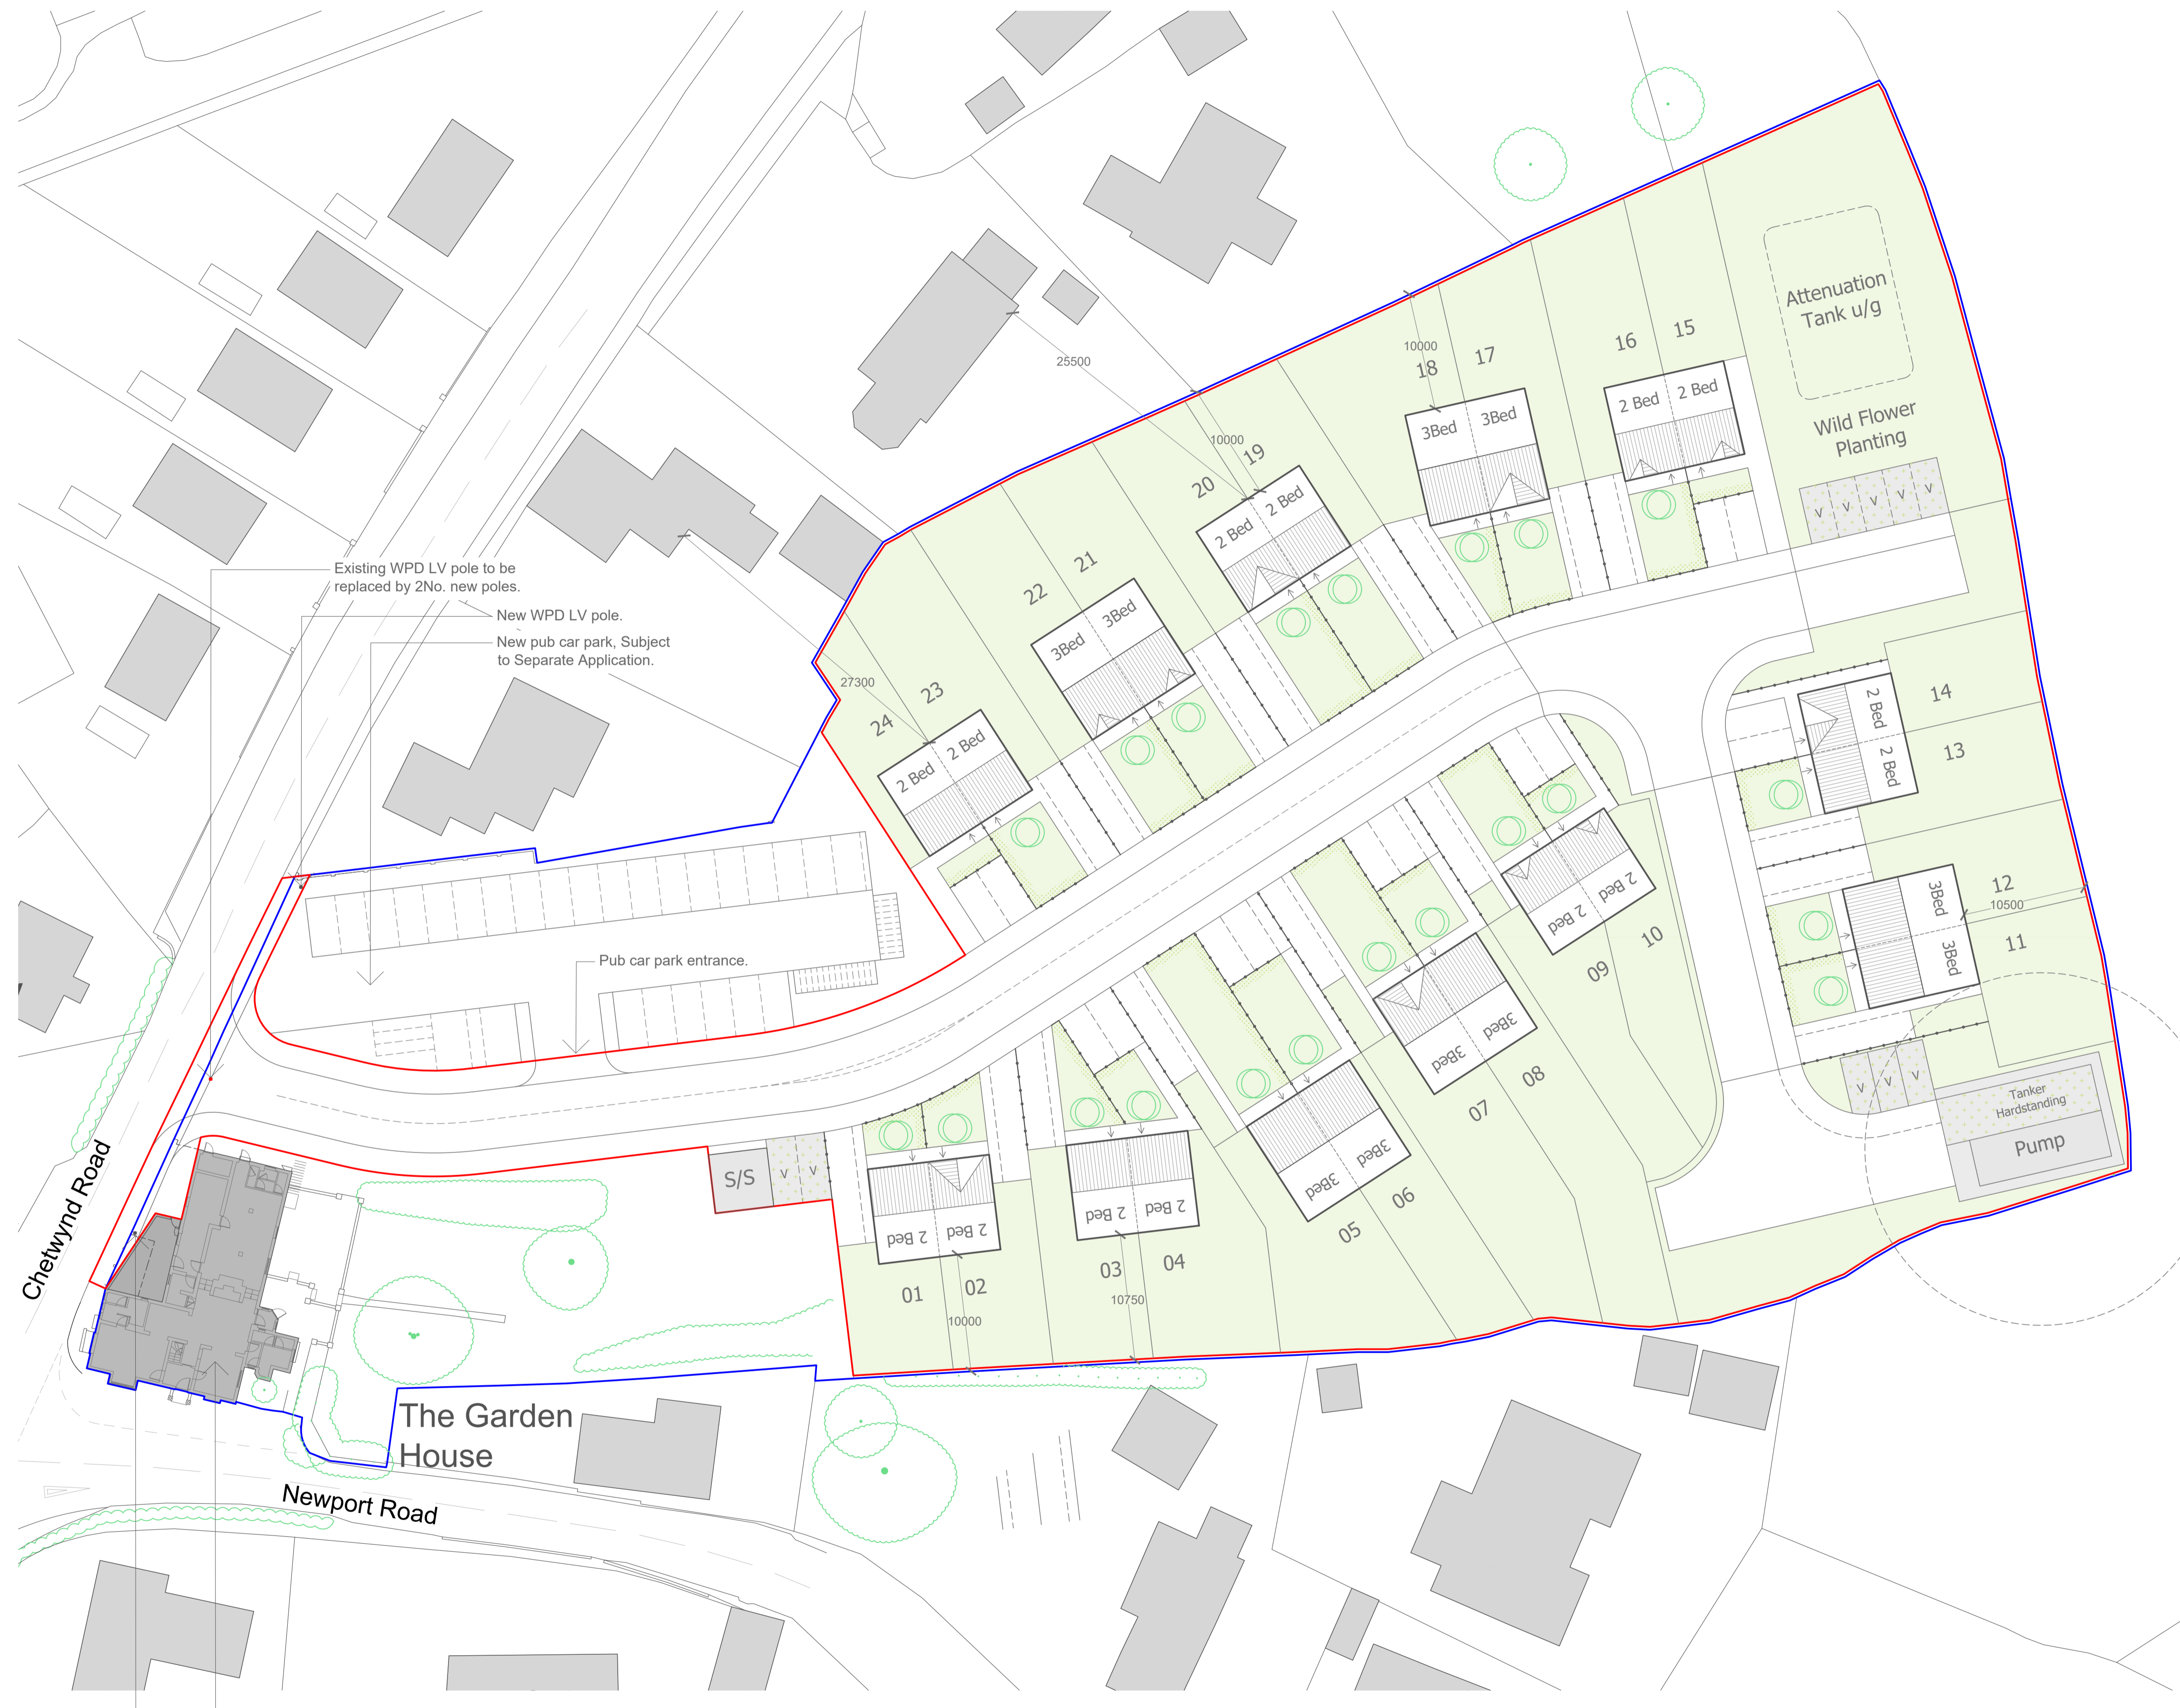 Attenuation
Tank u/g
Wild Flower
Planting
V V V V V
10000
18
17
16
15
3Bed
3Bed
2 Bed
2 Bed
25500
10000
20
19
2 Bed
2 Bed
22
21
3Bed
3Bed
27300
24
23
2 Bed
2 Bed
Existing WPD LV pole to be
replaced by 2No. new poles.
New WPD LV pole.
New pub car park, Subject
to Separate Application.
Pub car park entrance.
14
13
2 Bed
2 Bed
12
10500
11
3Bed
3Bed
V V V
Tanker
Hardstanding
Pump
2 Bed
2 Bed
09
10
3Bed
3Bed
07
08
3Bed
3Bed
05
06
2 Bed
2 Bed
03
04
10750
2 Bed
2 Bed
01
02
10000
S/S
V V
Chetwynd Road
The Garden
House
Newport Road